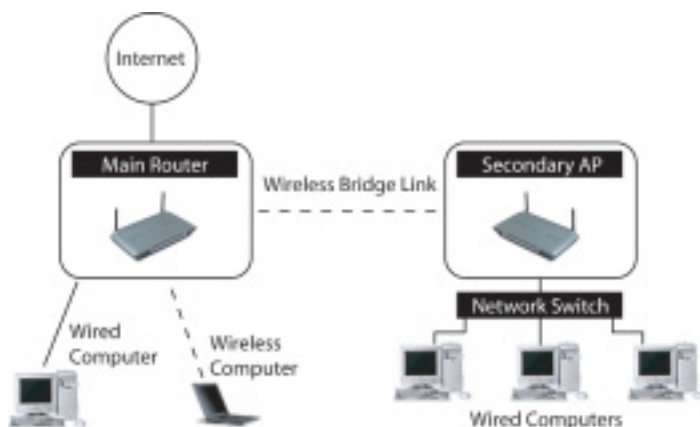 Internet
Main Router
Wireless Bridge Link
Secondary AP
Network Switch
Wired
Computer
Wireless
Computer
Wired Computers